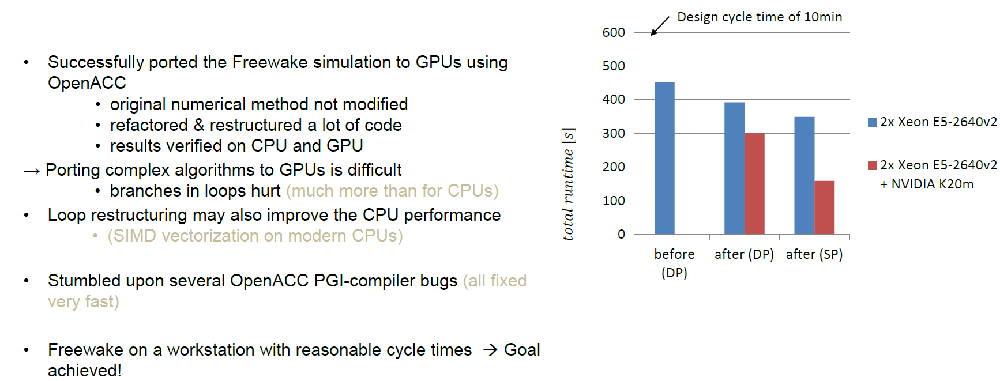 • Successfully ported the Freewake simulation to GPUs using
OpenACC
• original numerical method not modified
• refactored & restructured a lot of code
• results verified on CPU and GPU
→ Porting complex algorithms to GPUs is difficult
• branches in loops hurt (much more than for CPUs)
• Loop restructuring may also improve the CPU performance
• (SIMD vectorization on modern CPUs)
• Stumbled upon several OpenACC PGI-compiler bugs (all fixed
very fast)
• Freewake on a workstation with reasonable cycle times → Goal
achieved!
Design cycle time of 10min
600
500
400
300
200
100
0
total runtime [s]
before
(DP)
after (DP)
after (SP)
2x Xeon E5-2640v2
2x Xeon E5-2640v2
+ NVIDIA K20m